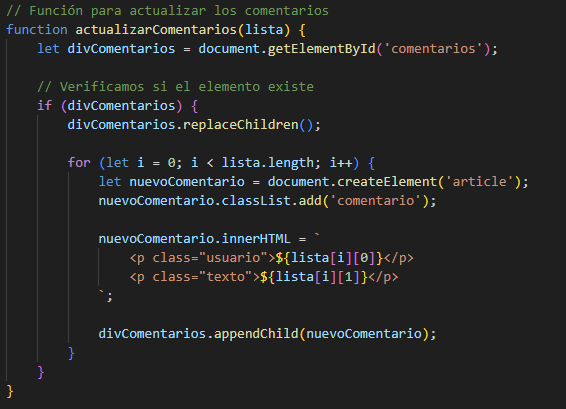 // Función para actualizar los comentarios
function actualizarComentarios(lista) {
    let divComentarios = document.getElementById('comentarios');

    // Verificamos si el elemento existe
    if (divComentarios) {
        divComentarios.replaceChildren();

        for (let i = 0; i < lista.length; i++) {
            let nuevoComentario = document.createElement('article');
            nuevoComentario.classList.add('comentario');

            nuevoComentario.innerHTML = `
                <p class="usuario">${lista[i][0]}</p>
                <p class="texto">${lista[i][1]}</p>
            `;

            divComentarios.appendChild(nuevoComentario);
        }
    }
}